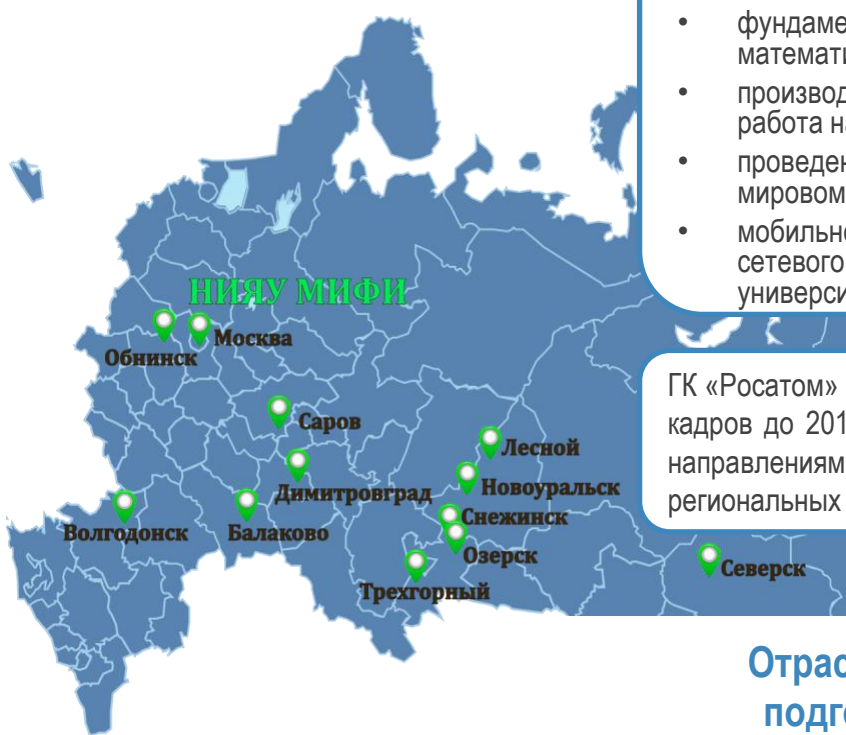 • фундаме
математи
• производ
работа на
• проведен
мировом
• мобильно
сетевого
универси
НИЯУ МИФИ
Обнинск
Москва
Саров
Димитровград
Лесной
Новоуральск
Снежинск
Озерск
Волгодонск
Балаково
Трехгорный
Северск
ГК «Росатом»
кадров до 201
направлениям
региональных
Отрас
подго